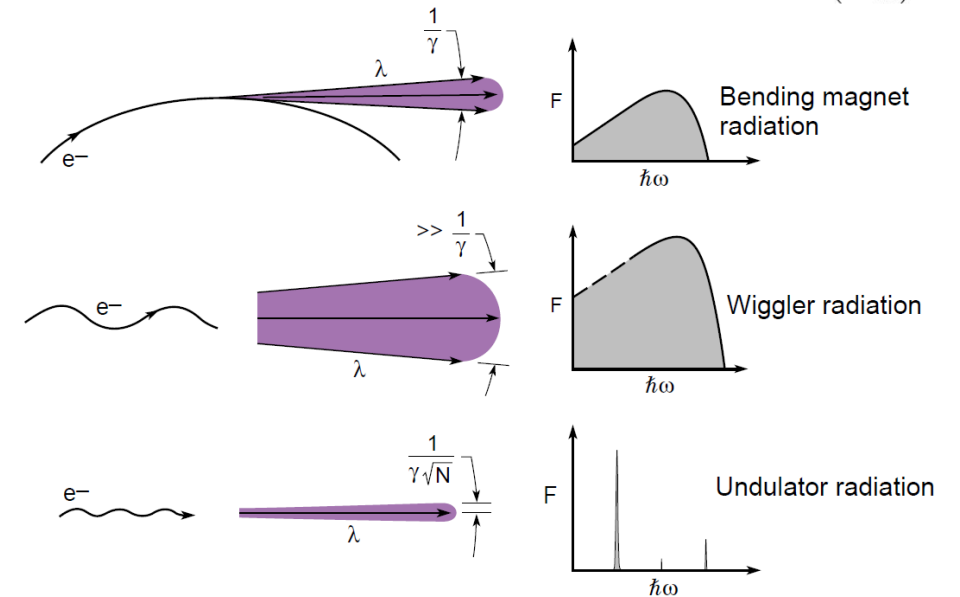 1
γ
λ
e−
F
ħω
Bending magnet
radiation
>> 1
γ
e−
λ
F
ħω
Wiggler radiation
1
γ√N
e−
λ
F
ħω
Undulator radiation